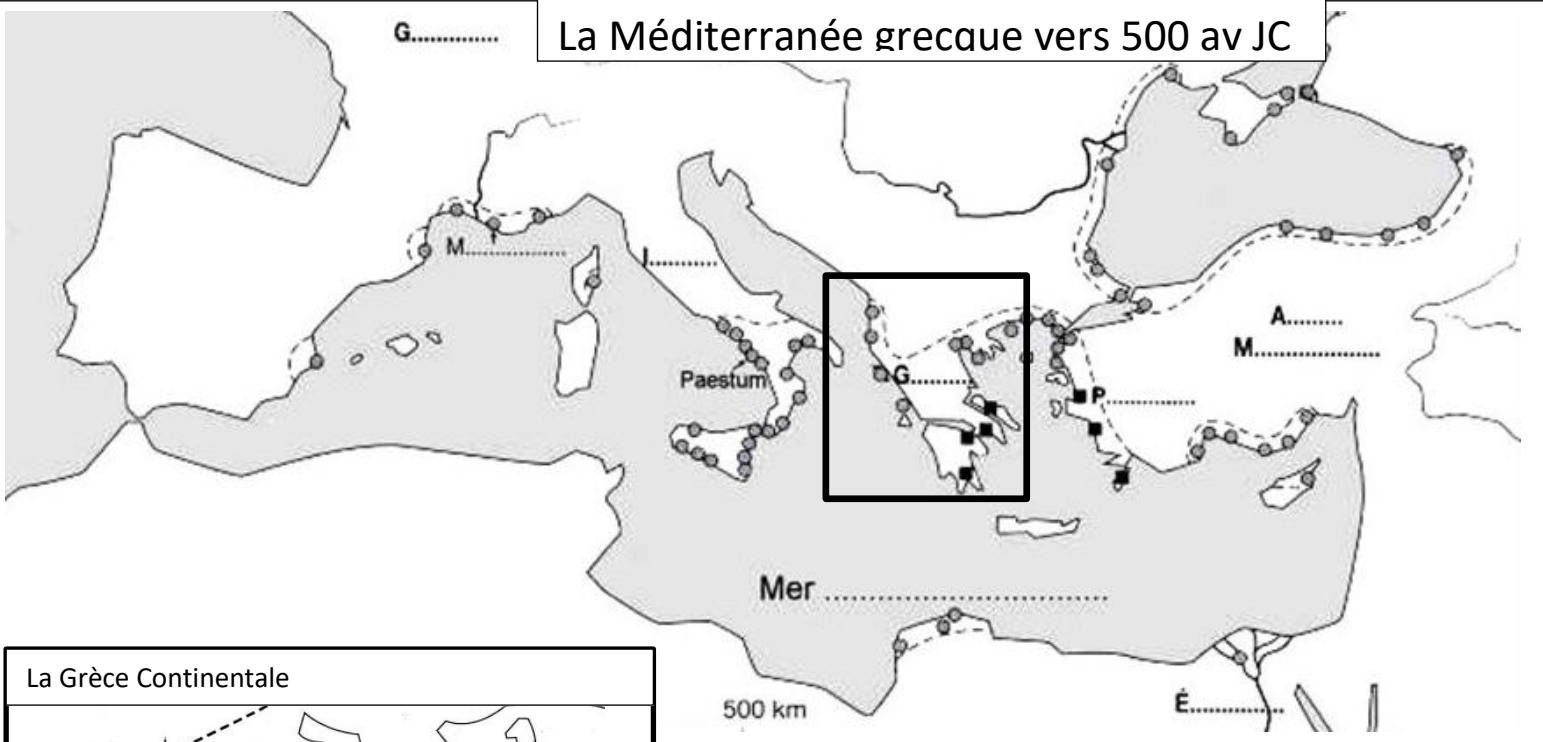 La Méditerranée grecque vers 500 av JC
G..............
M..................
I............
A...........
M......................
Paestum
G............
P................
Mer ..................................
É................
500 km
La Grèce Continentale